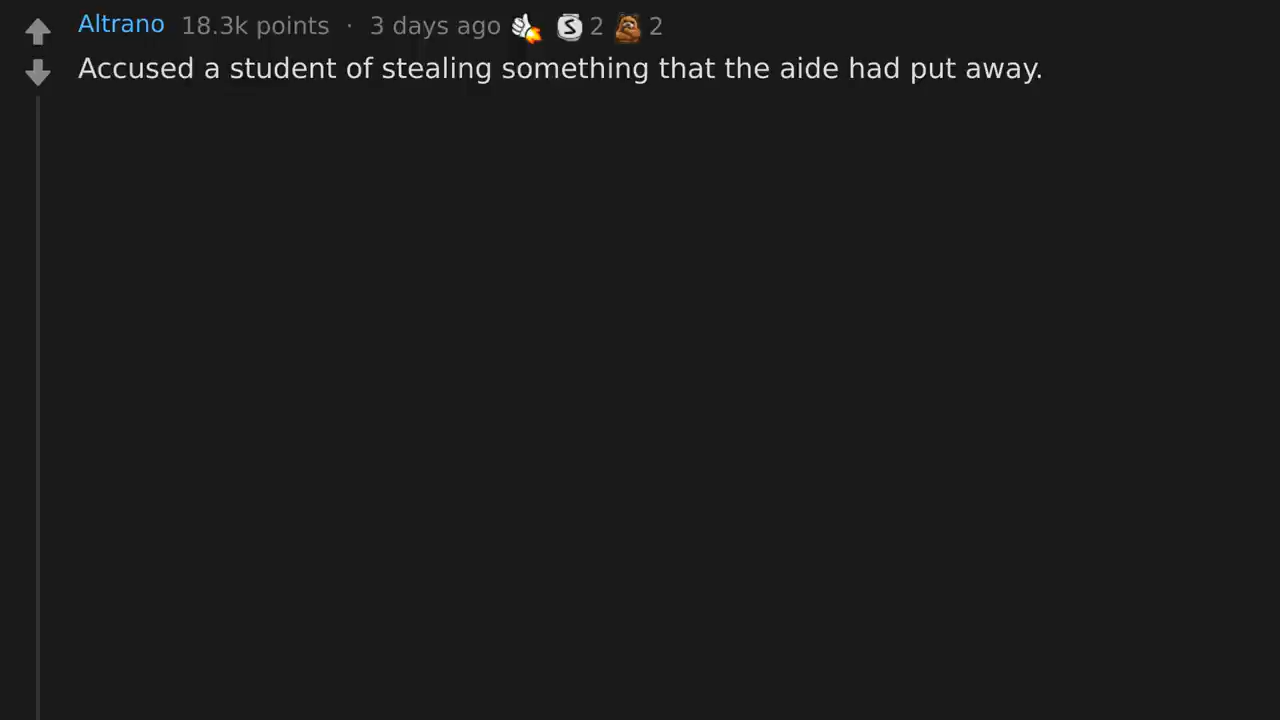 Altrano 18.3k points · 3 days ago S 2 2
Accused a student of stealing something that the aide had put away.